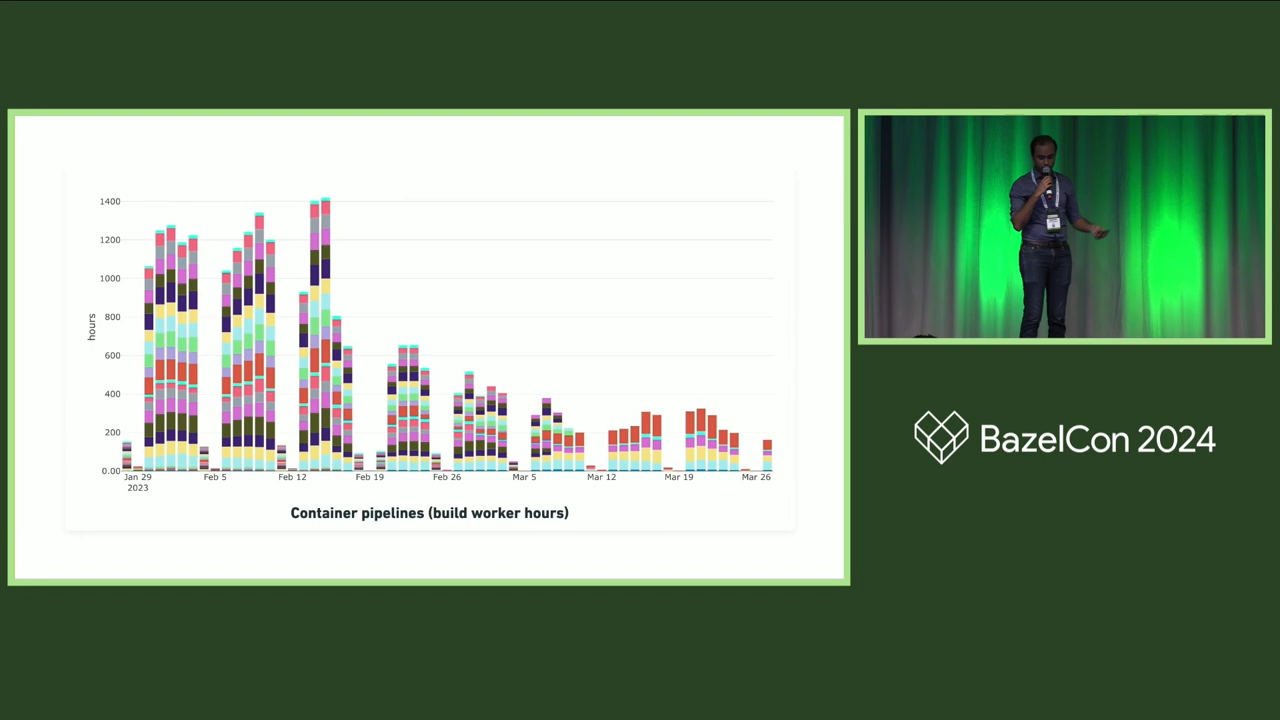 1400
1200
1000
800
600
400
200
0.00
hours
Jan 29
2023
Feb 5
Feb 12
Feb 19
Feb 26
Mar 5
Mar 12
Mar 19
Mar 26
Container pipelines (build worker hours)
BazelCon 2024